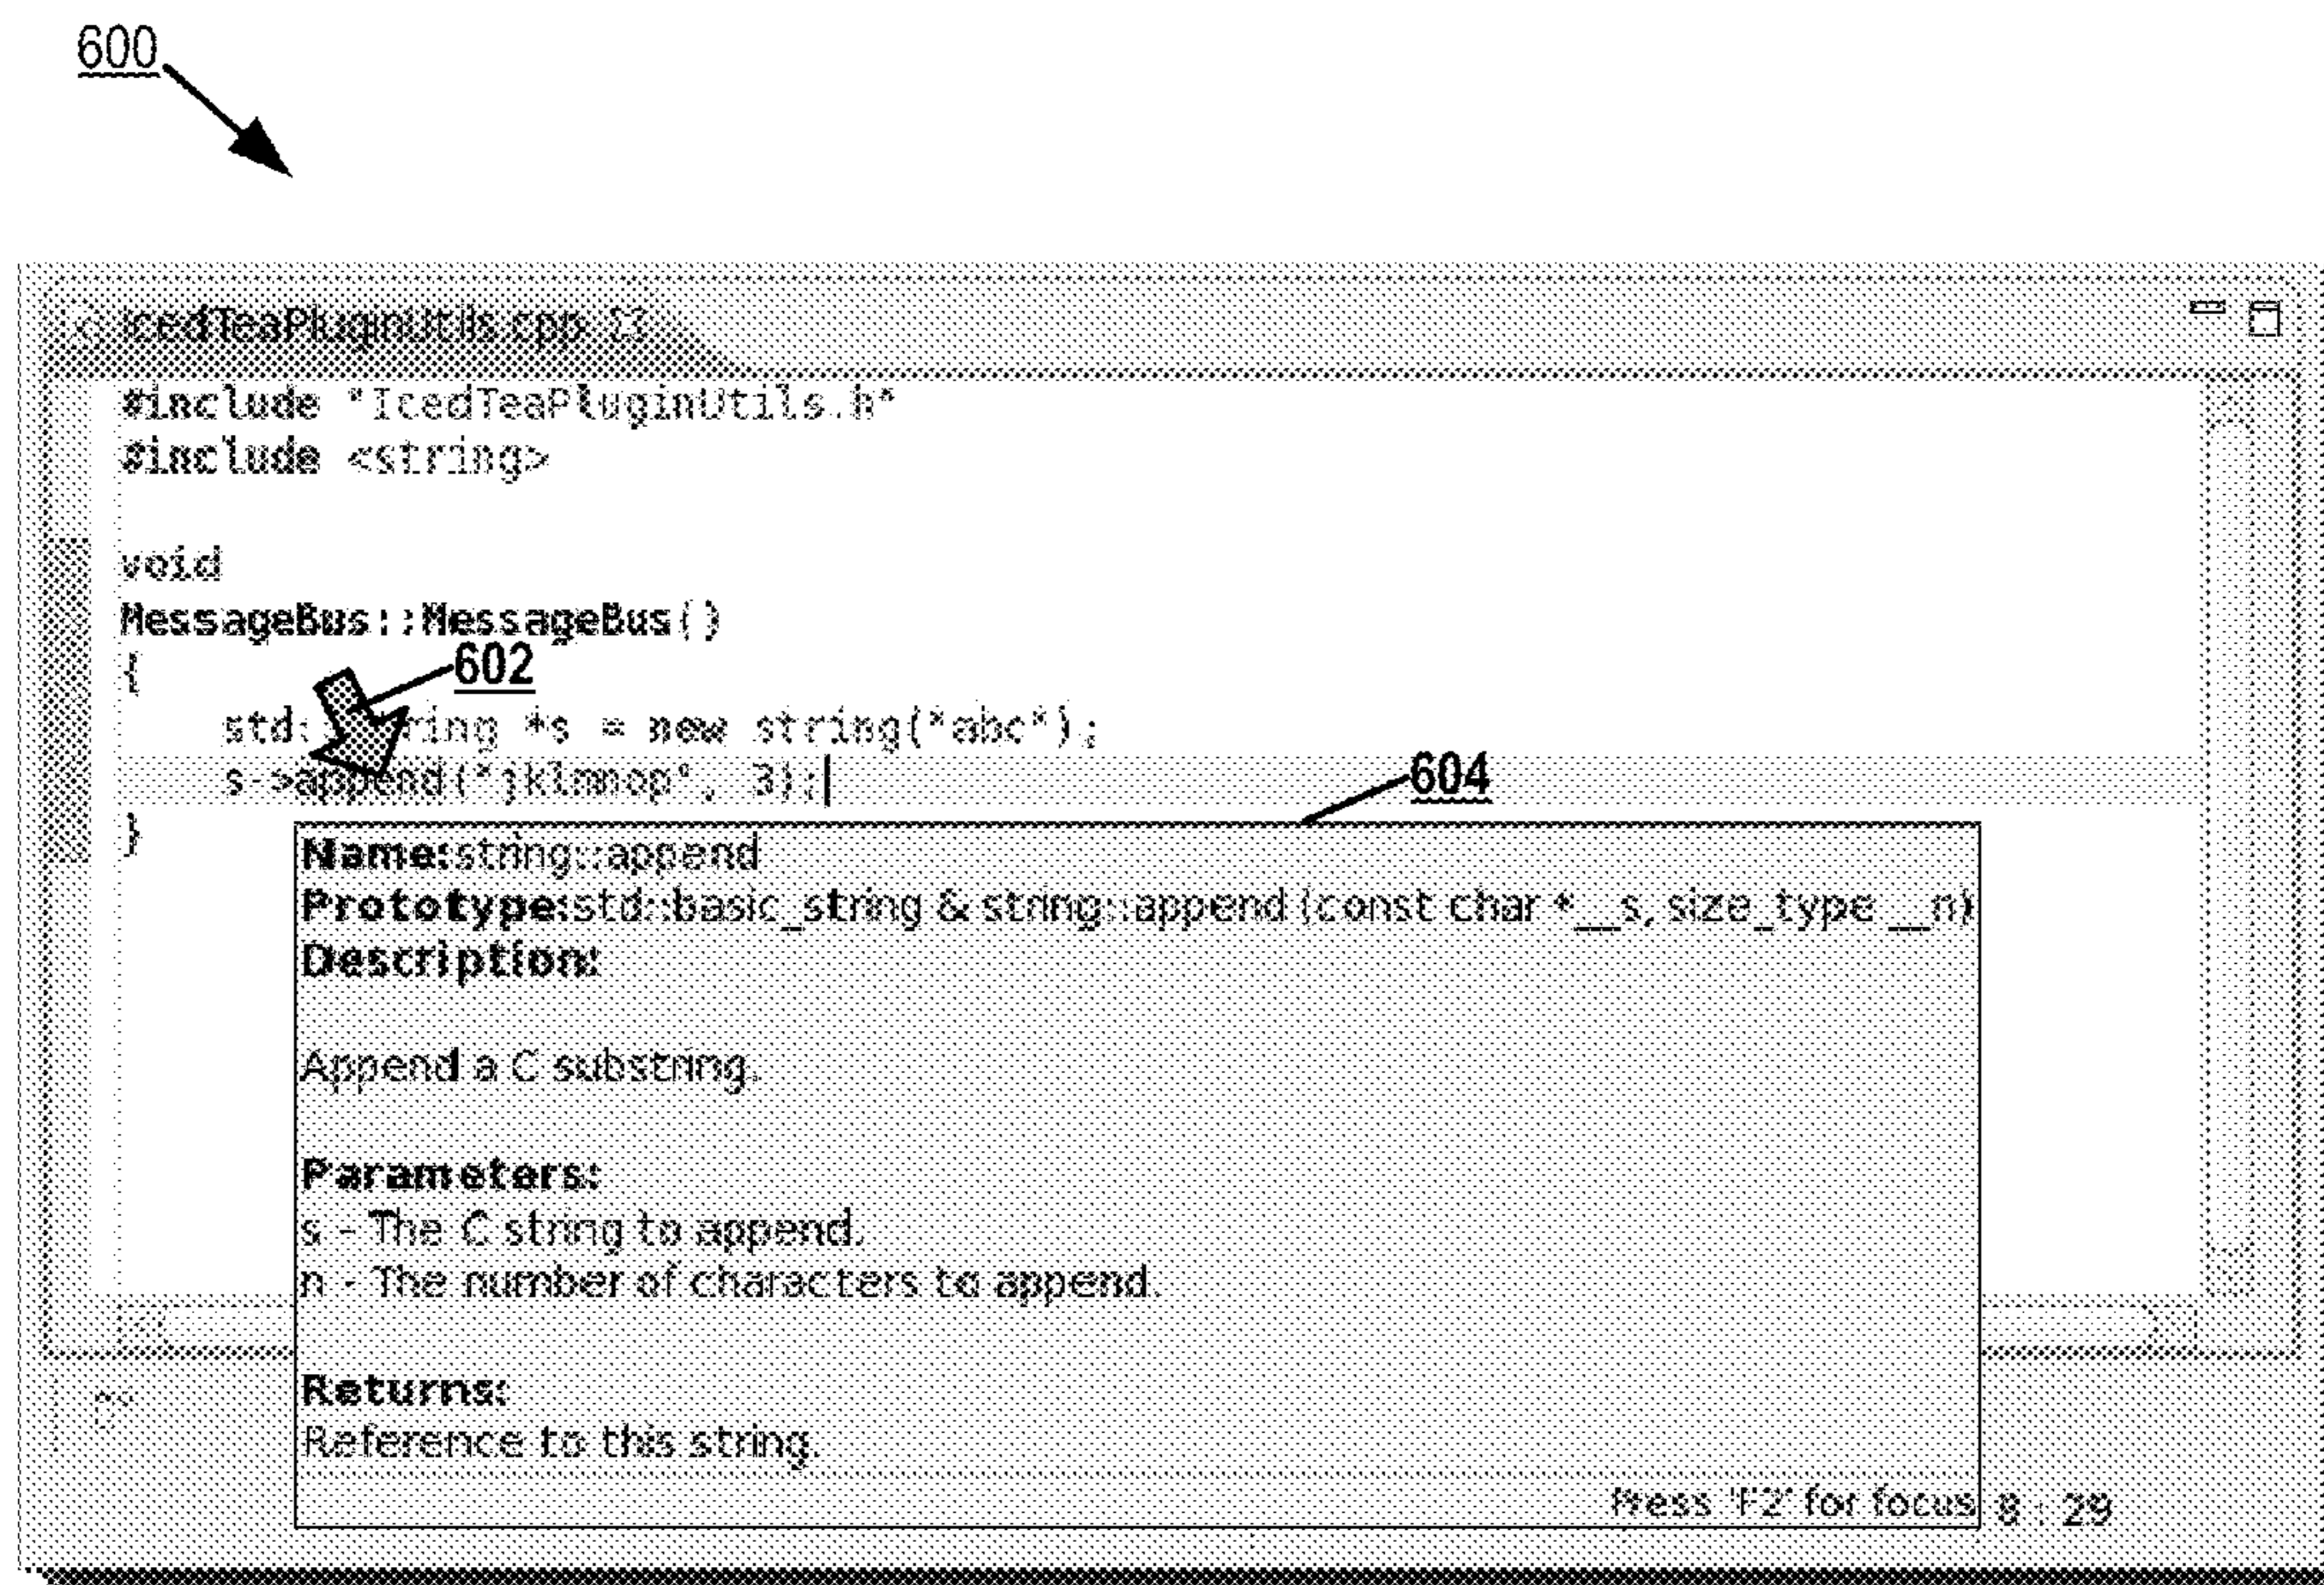 600
IcedTeaPluginUtils.cpp
#include "IcedTeaPluginUtils.h"
#include <string>
void
MessageBus::MessageBus()
{
602
std: ring *s = new string("abc");
s->append("jklmnop", 3);
604
}
Name:string::append
Prototype:std::basic_string & string::append (const char *__s, size_type __n)
Description:
Append a C substring.
Parameters:
s - The C string to append.
n - The number of characters to append.
Returns:
Reference to this string.
Press 'F2' for focus
8 : 29